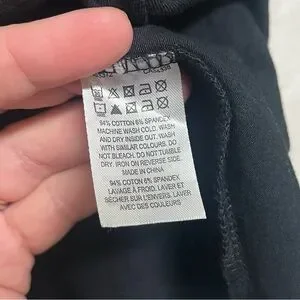 94% COTTON 6% SPANDEX
MACHINE WASH COLD. WASH
AND DRY INSIDE OUT. WASH
WITH SIMILAR COLOURS. DO
NOT BLEACH. DO NOT TUMBLE
DRY. IRON ON REVERSE SIDE.
MADE IN CHINA
94% COTTON 6% SPANDEX
LAVAGE À FROID. LAVER ET
SÉCHER SUR L'ENVERS. LAVER
AVEC DES COULEURS